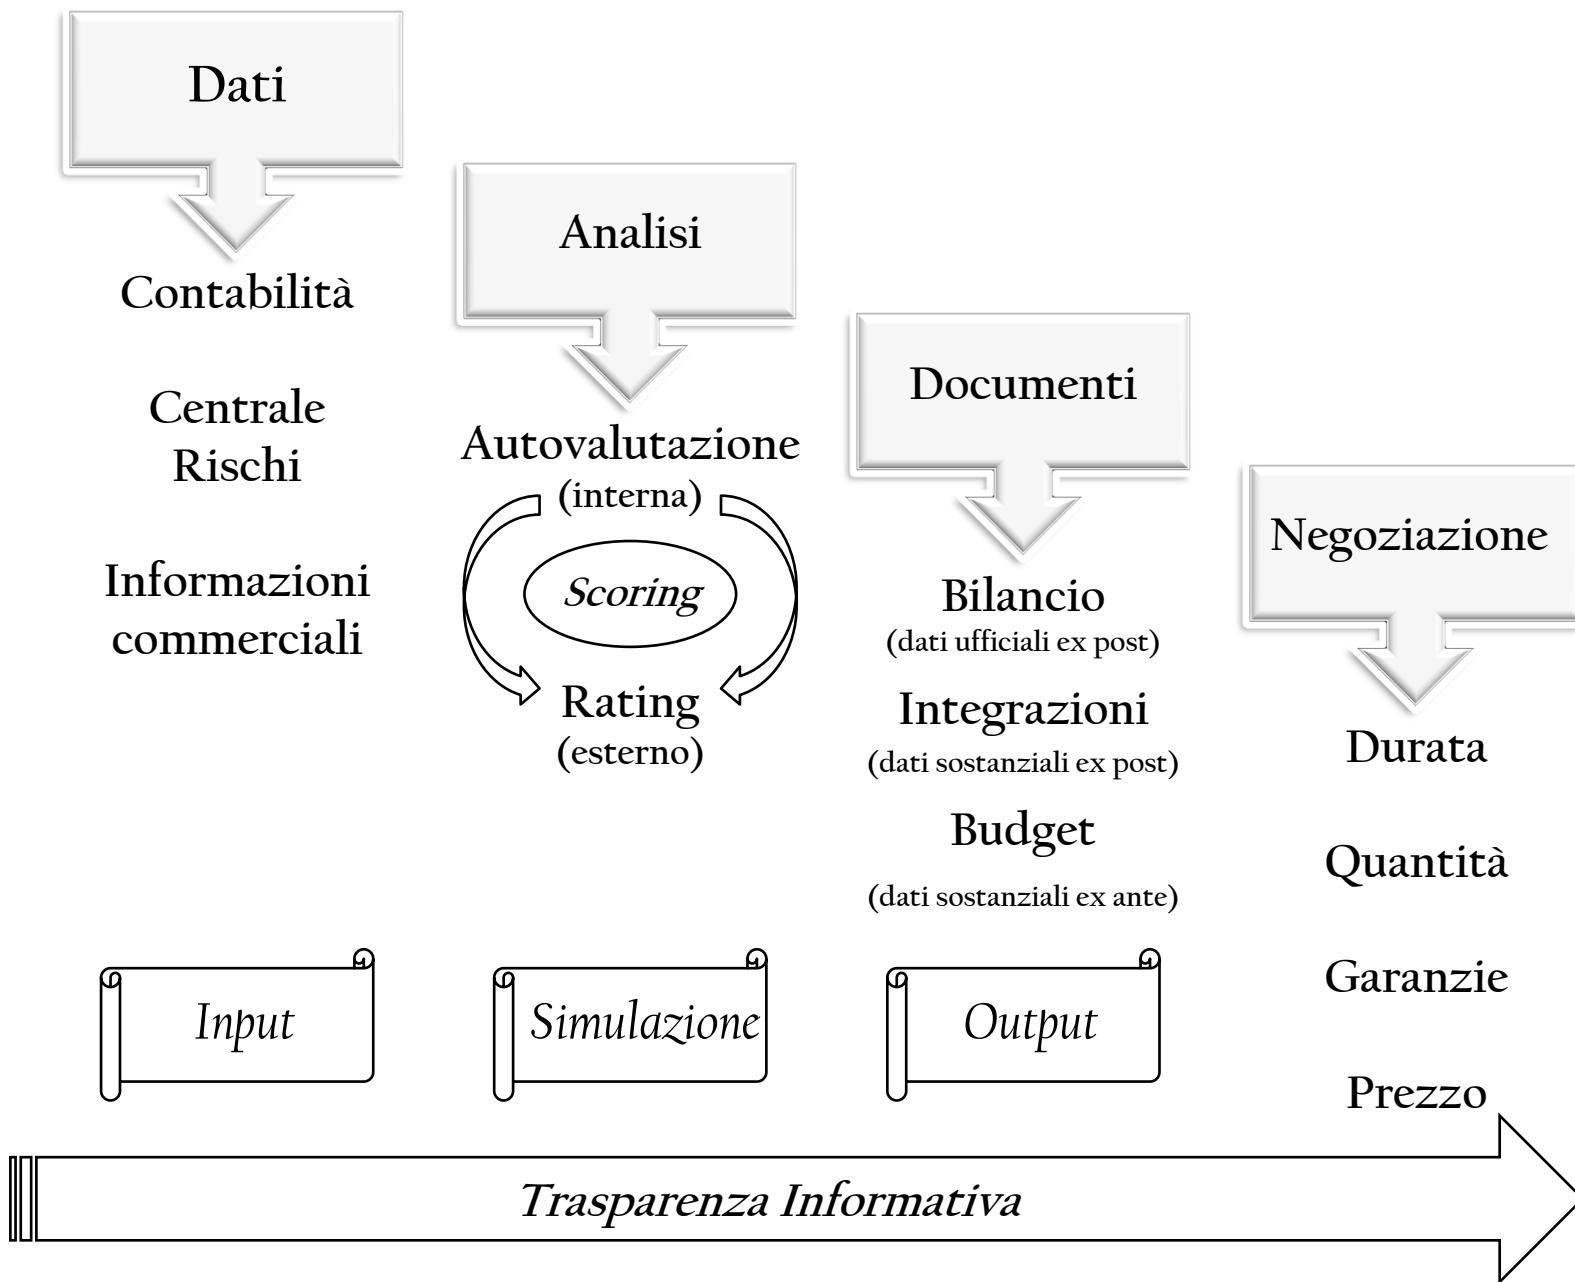 Dati
Contabilità
Centrale
Rischi
Informazioni
commerciali
Input
Analisi
Autovalutazione
(interna)
Scoring
Rating
(esterno)
Simulazione
Documenti
Bilancio
(dati ufficiali ex post)
Integrazioni
(dati sostanziali ex post)
Budget
(dati sostanziali ex ante)
Output
Negoziazione
Durata
Quantità
Garanzie
Prezzo
Trasparenza Informativa